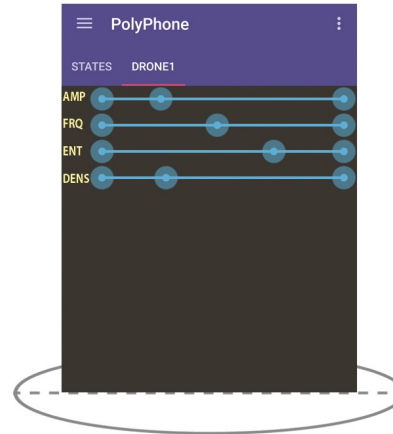 PolyPhone
STATES DRONE1
AMP
FRQ
ENT
DENS